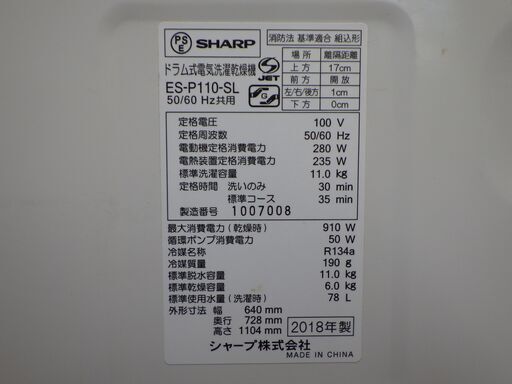 PS E SHARP
ドラム式電気洗濯乾燥機
ES-P110-SL
50/60 Hz共用
JET
消防法 基準適合 組込形
場所 離隔距離
上方 17cm
前方 開放
左/右/後方 1cm
下方 0cm
定格電圧 100 V
定格周波数 50/60 Hz
電動機定格消費電力 280 W
電熱装置定格消費電力 235 W
標準洗濯容量 11.0 kg
定格時間 洗いのみ 30 min
標準コース 35 min
製造番号 1007008
最大消費電力(乾燥時) 910 W
循環ポンプ消費電力 50 W
冷媒名称 R134a
冷媒質量 190 g
標準脱水容量 11.0 kg
標準乾燥容量 6.0 kg
標準使用水量(洗濯時) 78 L
外形寸法 幅 640 mm
奥行 728 mm
高さ 1104 mm
2018年製
シャープ株式会社
MADE IN CHINA